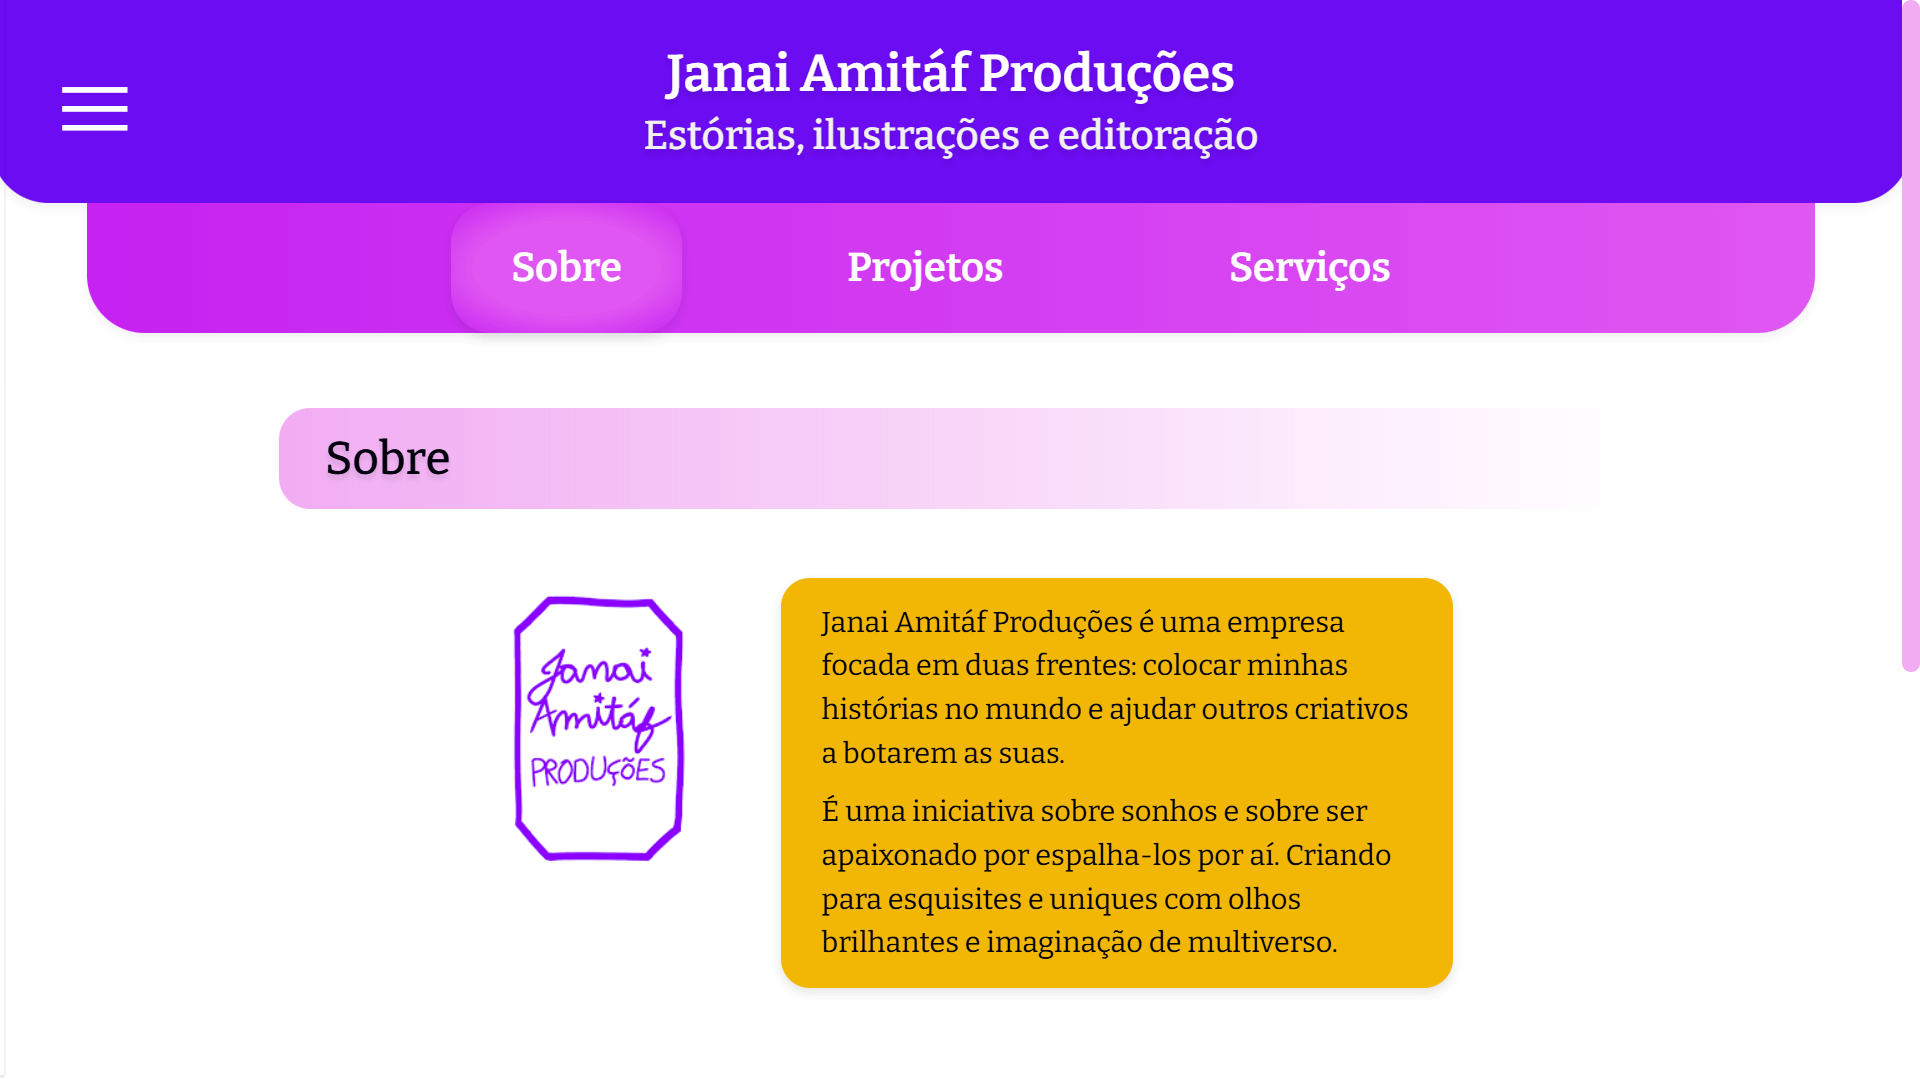 Janai Amitáf Produções
Estórias, ilustrações e editoração
Sobre
Projetos
Serviços
Sobre
Janai
Amitáf
PRODUÇÕES
Janai Amitáf Produções é uma empresa
focada em duas frentes: colocar minhas
histórias no mundo e ajudar outros criativos
a botarem as suas.
É uma iniciativa sobre sonhos e sobre ser
apaixonado por espalha-los por aí. Criando
para esquisites e uniques com olhos
brilhantes e imaginação de multiverso.